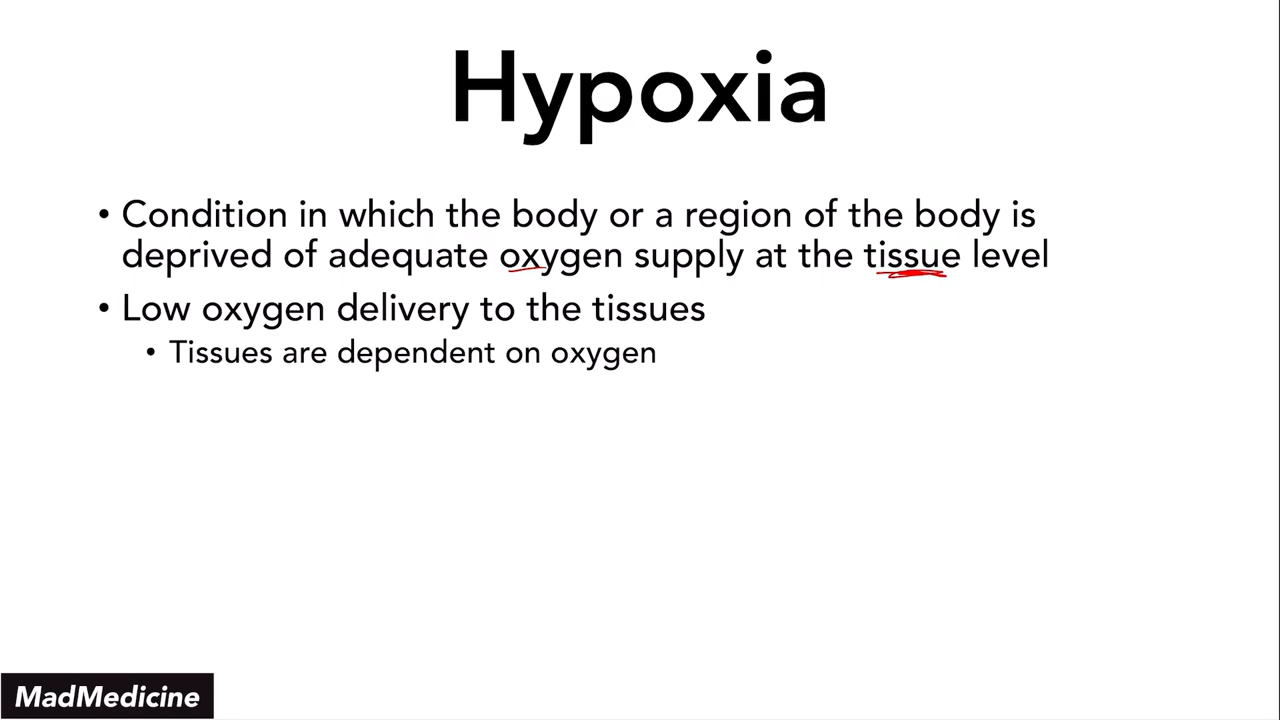 Hypoxia
• Condition in which the body or a region of the body is
deprived of adequate oxygen supply at the tissue level
• Low oxygen delivery to the tissues
• Tissues are dependent on oxygen
MadMedicine